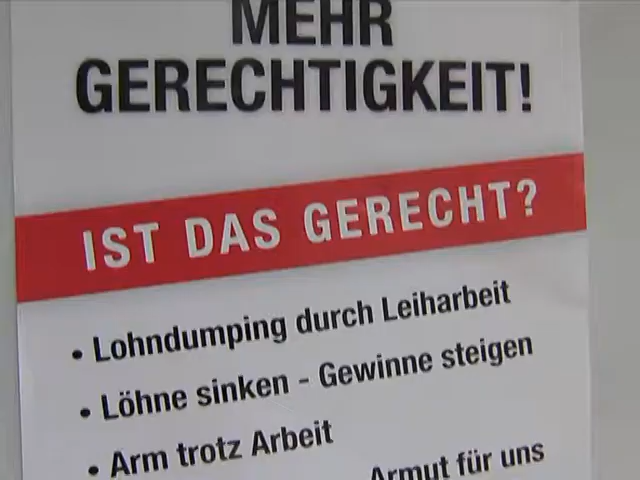 MEHR
GERECHTIGKEIT!
IST DAS GERECHT?
• Lohndumping durch Leiharbeit
• Löhne sinken - Gewinne steigen
• Arm trotz Arbeit
Armut für uns